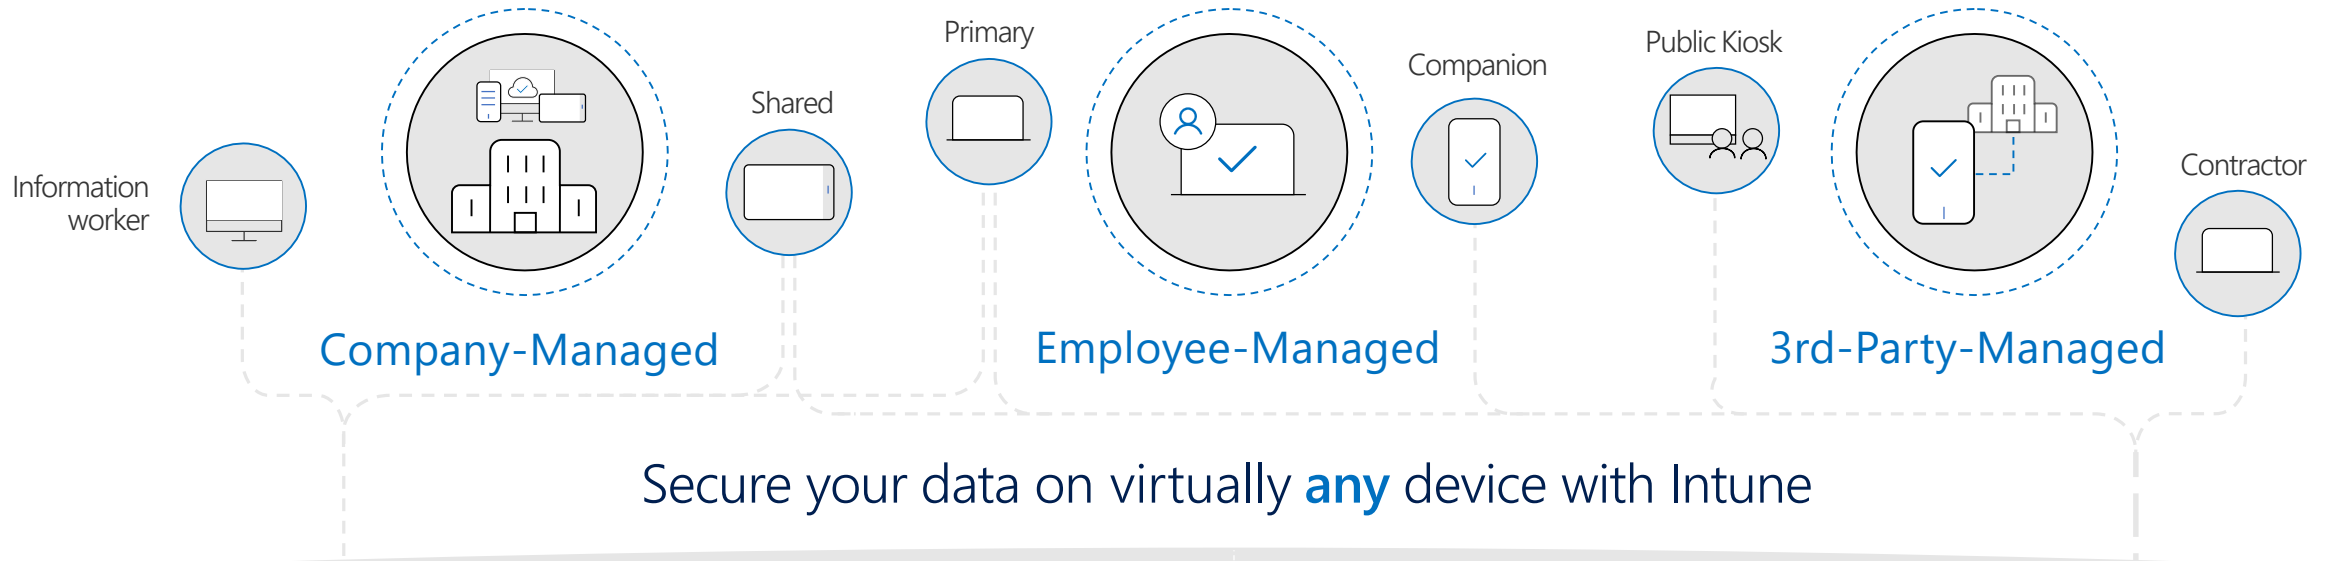 Information
worker
Shared
Company-Managed
Primary
Companion
Employee-Managed
Public Kiosk
Contractor
3rd-Party-Managed
Secure your data on virtually any device with Intune